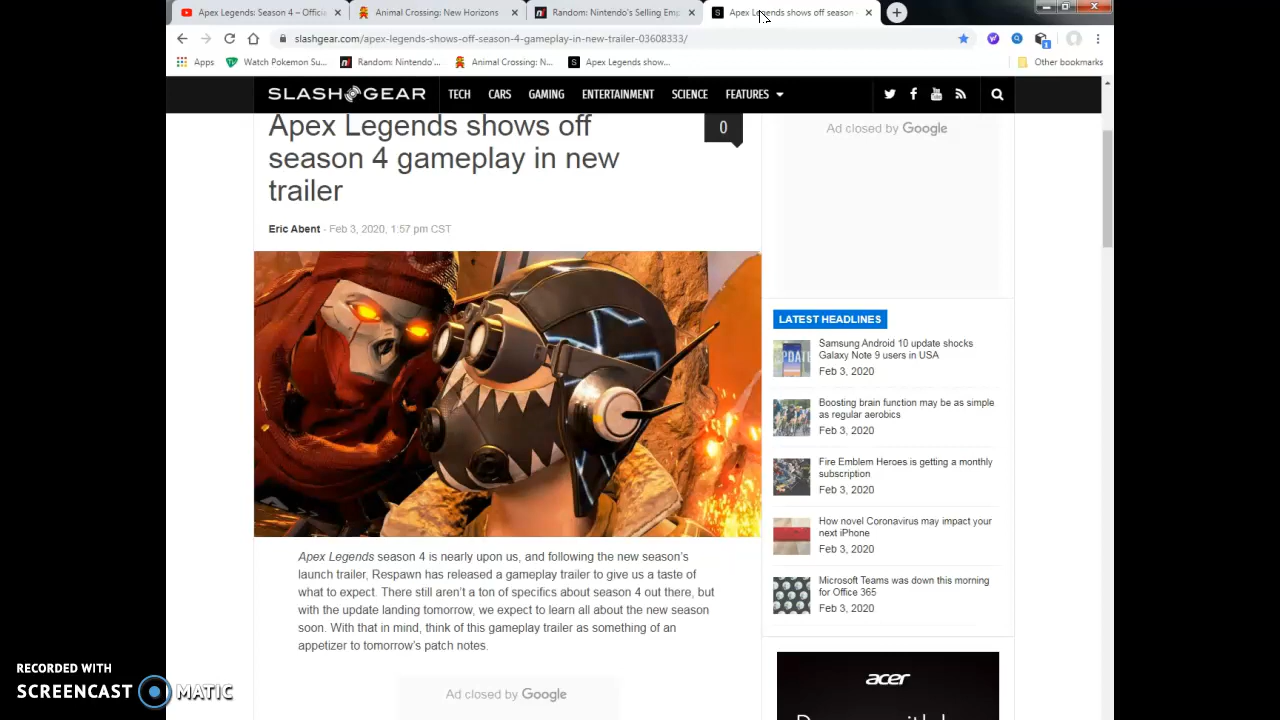 Apex Legends: Season 4 – Officia
Animal Crossing: New Horizons
Random: Nintendo's Selling Emp
Apex Legends shows off season
slashgear.com/apex-legends-shows-off-season-4-gameplay-in-new-trailer-03608333/
Apps
Watch Pokemon Su...
Random: Nintendo'...
Animal Crossing: N...
Apex Legends show...
Other bookmarks
SLASHGEAR
TECH
CARS
GAMING
ENTERTAINMENT
SCIENCE
FEATURES
Apex Legends shows off
season 4 gameplay in new
trailer
0
Eric Abent - Feb 3, 2020, 1:57 pm CST
Apex Legends season 4 is nearly upon us, and following the new season's
launch trailer, Respawn has released a gameplay trailer to give us a taste of
what to expect. There still aren't a ton of specifics about season 4 out there, but
with the update landing tomorrow, we expect to learn all about the new season
soon. With that in mind, think of this gameplay trailer as something of an
appetizer to tomorrow's patch notes.
Ad closed by Google
Ad closed by Google
LATEST HEADLINES
Samsung Android 10 update shocks
Galaxy Note 9 users in USA
Feb 3, 2020
Boosting brain function may be as simple
as regular aerobics
Feb 3, 2020
Fire Emblem Heroes is getting a monthly
subscription
Feb 3, 2020
How novel Coronavirus may impact your
next iPhone
Feb 3, 2020
Microsoft Teams was down this morning
for Office 365
Feb 3, 2020
acer
RECORDED WITH
SCREENCAST MATIC